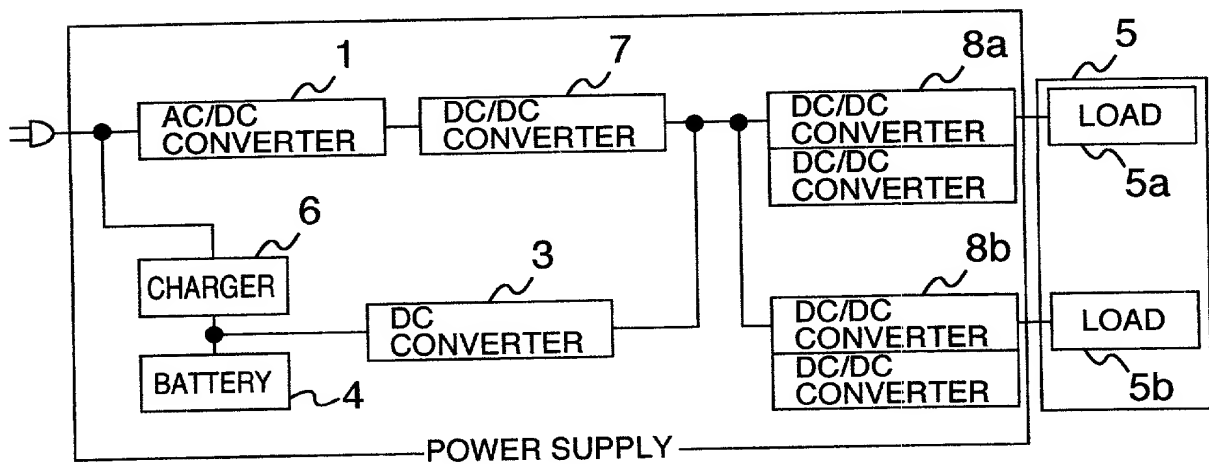 1
7
8a
5
AC/DC
CONVERTER
DC/DC
CONVERTER
DC/DC
CONVERTER
DC/DC
CONVERTER
LOAD
5a
6
3
8b
CHARGER
DC
CONVERTER
DC/DC
CONVERTER
DC/DC
CONVERTER
LOAD
5b
BATTERY
4
POWER SUPPLY